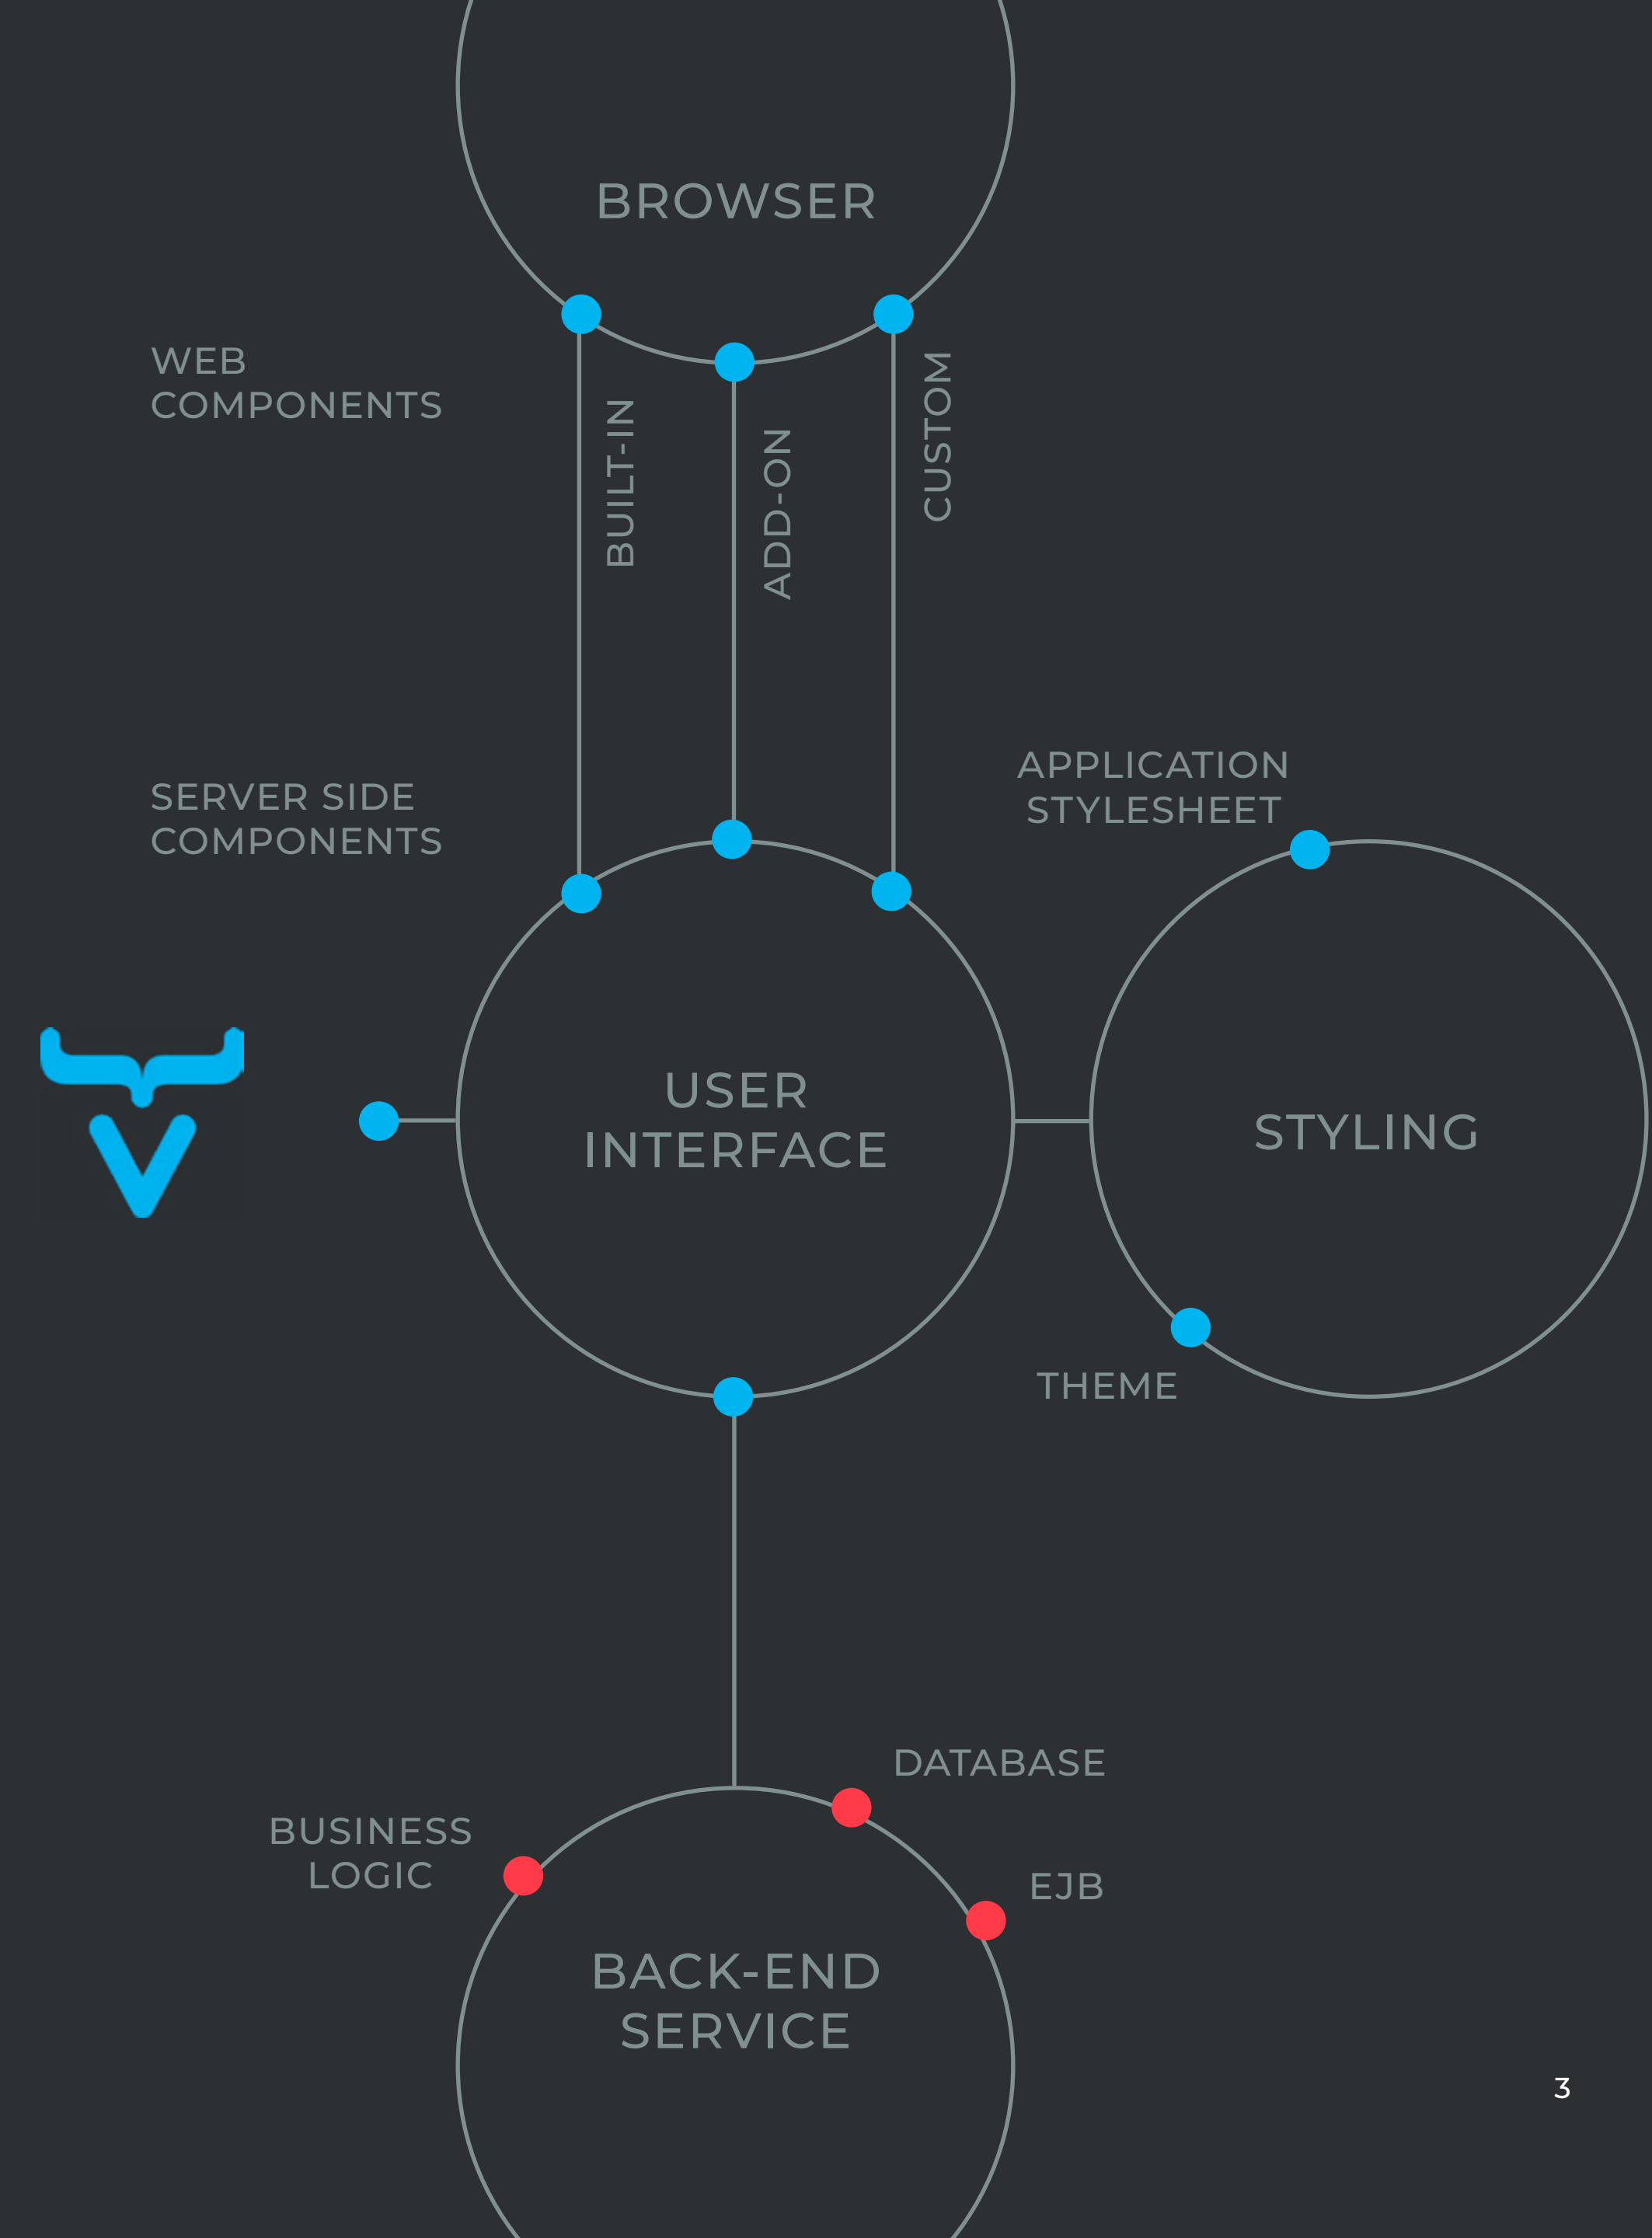 BROWSER
WEB
COMPONENTS
BUILT-IN
ADD-ON
CUSTOM
SERVER SIDE
COMPONENTS
APPLICATION
STYLESHEET
USER
INTERFACE
STYLING
THEME
DATABASE
BUSINESS
LOGIC
EJB
BACK-END
SERVICE
3